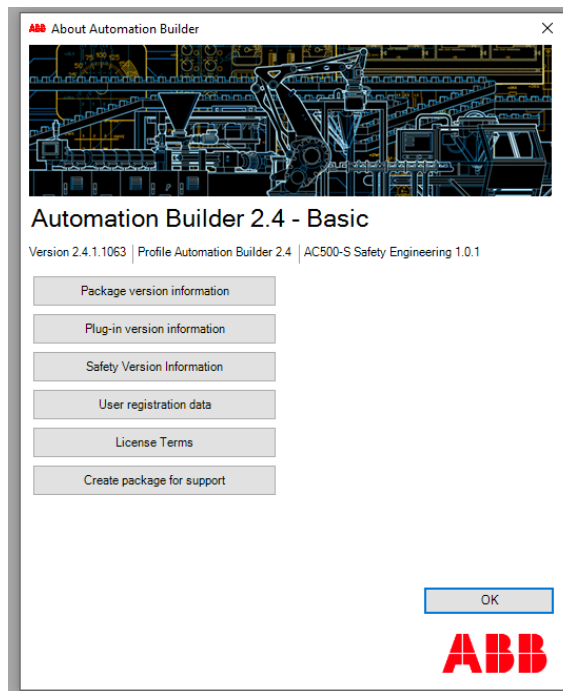 ABB About Automation Builder
Automation Builder 2.4 - Basic
Version 2.4.1.1063 | Profile Automation Builder 2.4 | AC500-S Safety Engineering 1.0.1
Package version information
Plug-in version information
Safety Version Information
User registration data
License Terms
Create package for support
OK
ABB